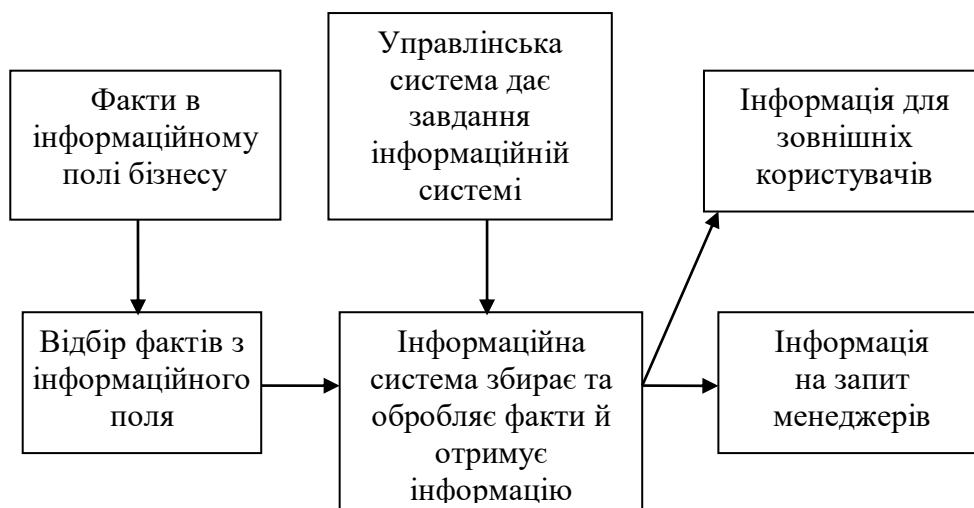 Факти в
інформаційному
полі бізнесу
Управлінська
система дає
завдання
інформаційній
системі
Інформація для
зовнішніх
користувачів
Відбір фактів з
інформаційного
поля
Інформаційна
система збирає та
обробляє факти й
отримує
інформацію
Інформація
на запит
менеджерів